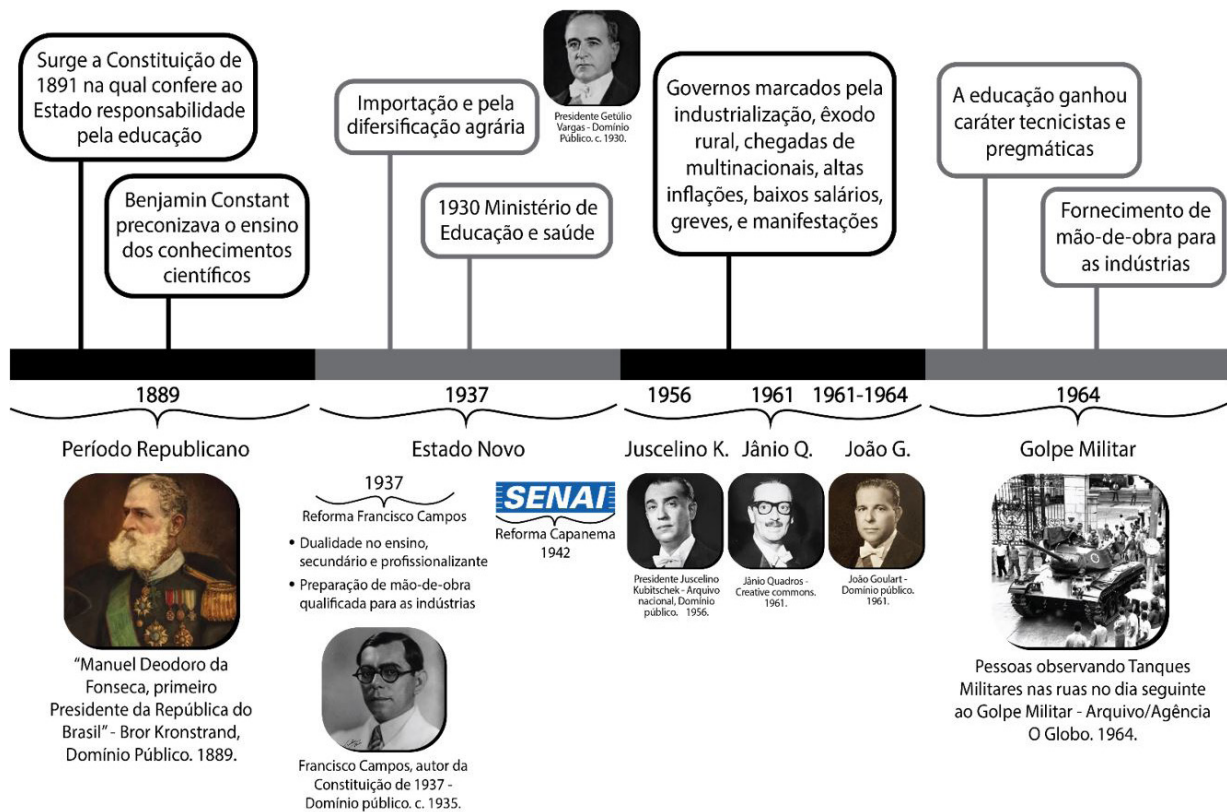 Surge a Constituição de
1891 na qual confere ao
Estado responsabilidade
pela educação
Benjamin Constant
preconizava o ensino
dos conhecimentos
científicos
Importação e pela
difersificação agrária
1930 Ministério de
Educação e saúde
Presidente Getúlio
Vargas - Domínio
Público. c. 1930.
Governos marcados pela
industrialização, êxodo
rural, chegadas de
multinacionais, altas
inflações, baixos salários,
greves, e manifestações
A educação ganhou
caráter tecnicistas e
pregmáticas
Fornecimento de
mão-de-obra para
as indústrias
1889
Período Republicano
"Manuel Deodoro da
Fonseca, primeiro
Presidente da República do
Brasil" - Bror Kronstrand,
Domínio Público. 1889.
1937
Estado Novo
1937
Reforma Francisco Campos
• Dualidade no ensino,
secundário e profissionalizante
• Preparação de mão-de-obra
qualificada para as indústrias
Francisco Campos, autor da
Constituição de 1937 -
Domínio público. c. 1935.
SENAI
Reforma Capanema
1942
1956 1961 1961-1964
Juscelino K. Jânio Q. João G.
Presidente Juscelino
Kubitschek - Arquivo
nacional, Domínio
público. 1956.
Jânio Quadros -
Creative commons.
1961.
João Goulart -
Domínio público.
1961.
1964
Golpe Militar
Pessoas observando Tanques
Militares nas ruas no dia seguinte
ao Golpe Militar - Arquivo/Agência
O Globo. 1964.